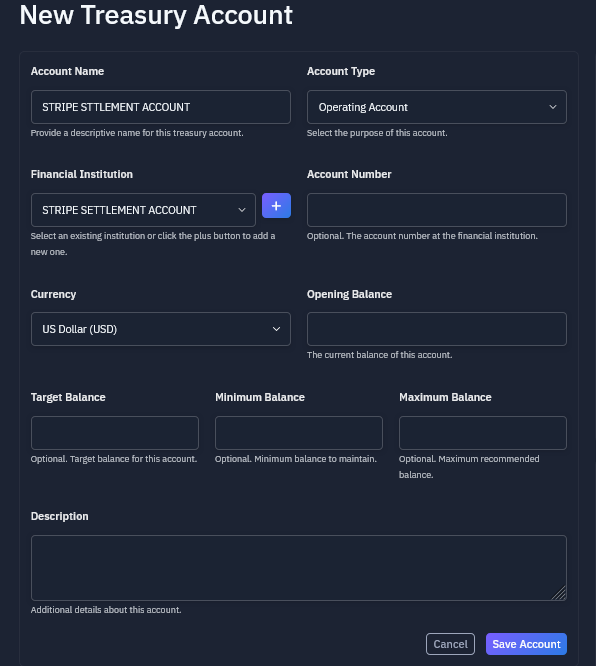 New Treasury Account
Account Name
Account Type
STRIPE STTLEMENT ACCOUNT
Operating Account
Provide a descriptive name for this treasury account.
Select the purpose of this account.
Financial Institution
Account Number
STRIPE SETTLEMENT ACCOUNT
+
Select an existing institution or click the plus button to add a
new one.
Optional. The account number at the financial institution.
Currency
Opening Balance
US Dollar (USD)
The current balance of this account.
Target Balance
Minimum Balance
Maximum Balance
Optional. Target balance for this account.
Optional. Minimum balance to maintain.
Optional. Maximum recommended
balance.
Description
Additional details about this account.
Cancel
Save Account